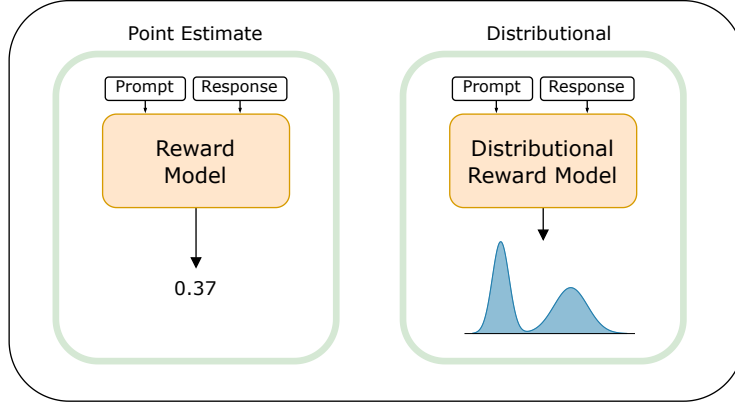 Point Estimate
Prompt
Response
Reward
Model
0.37
Distributional
Prompt
Response
Distributional
Reward Model